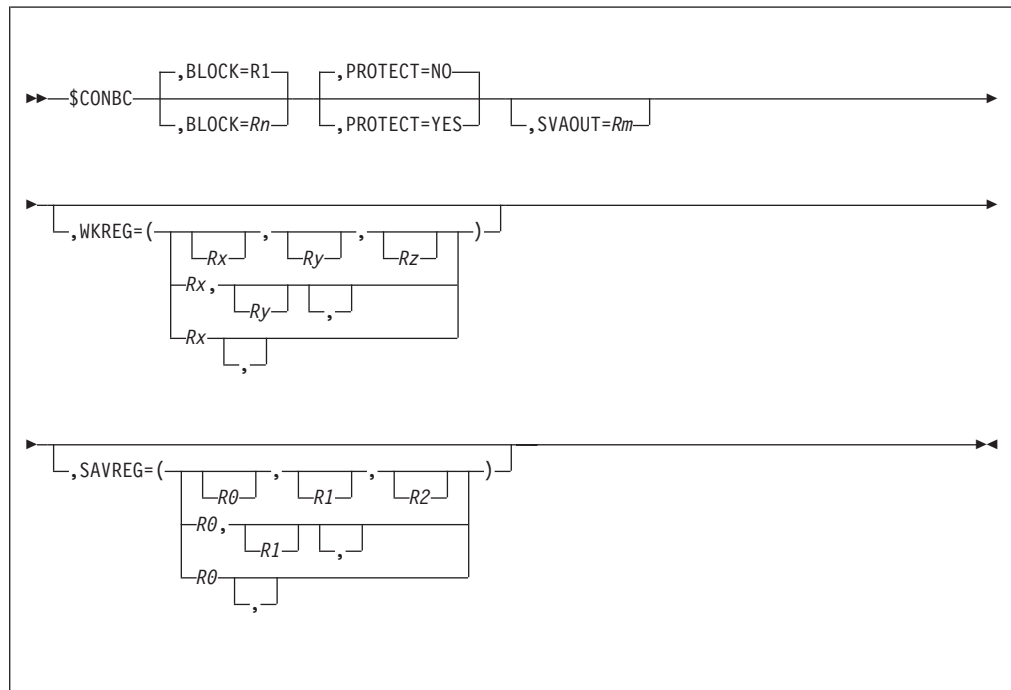 ,BLOCK=R1 ,PROTECT=NO
$CONBC
,BLOCK=Rn ,PROTECT=YES ,SVAOUT=Rm
,WKREG=( , , )
Rx Ry Rz
Rx,
Ry ,
Rx
,
,SAVREG=( , , )
R0 R1 R2
R0,
R1 ,
R0
,